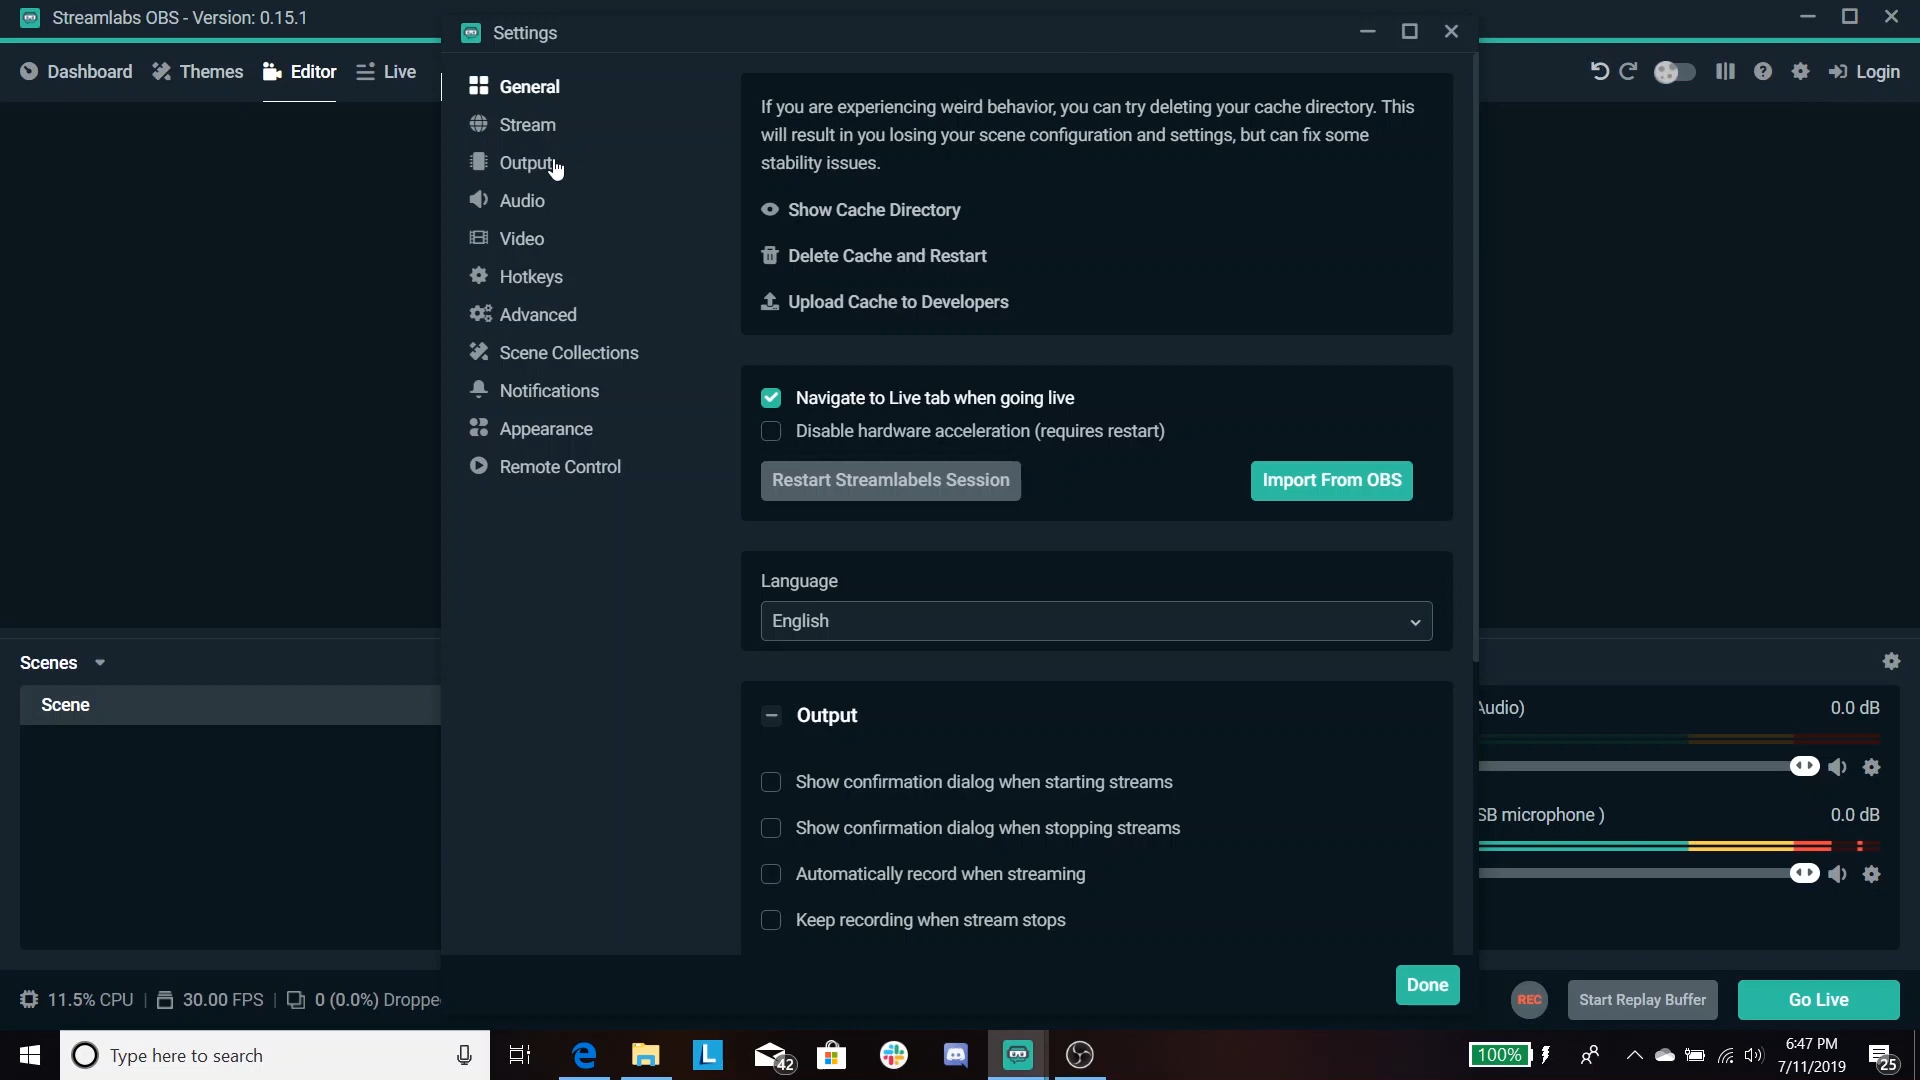 Streamlabs OBS - Version: 0.15.1
Dashboard
Themes
Editor
Live
Login
Settings
General
Stream
Output
Audio
Video
Hotkeys
Advanced
Scene Collections
Notifications
Appearance
Remote Control
If you are experiencing weird behavior, you can try deleting your cache directory. This
will result in you losing your scene configuration and settings, but can fix some
stability issues.
Show Cache Directory
Delete Cache and Restart
Upload Cache to Developers
Navigate to Live tab when going live
Disable hardware acceleration (requires restart)
Restart Streamlabels Session
Import From OBS
Language
English
Output
Show confirmation dialog when starting streams
Show confirmation dialog when stopping streams
Automatically record when streaming
Keep recording when stream stops
Done
Scenes
Scene
Audio) 0.0 dB
SB microphone ) 0.0 dB
11.5% CPU
30.00 FPS
0 (0.0%) Droppe
REC
Start Replay Buffer
Go Live
Type here to search
L
42
100%
6:47 PM
7/11/2019
25